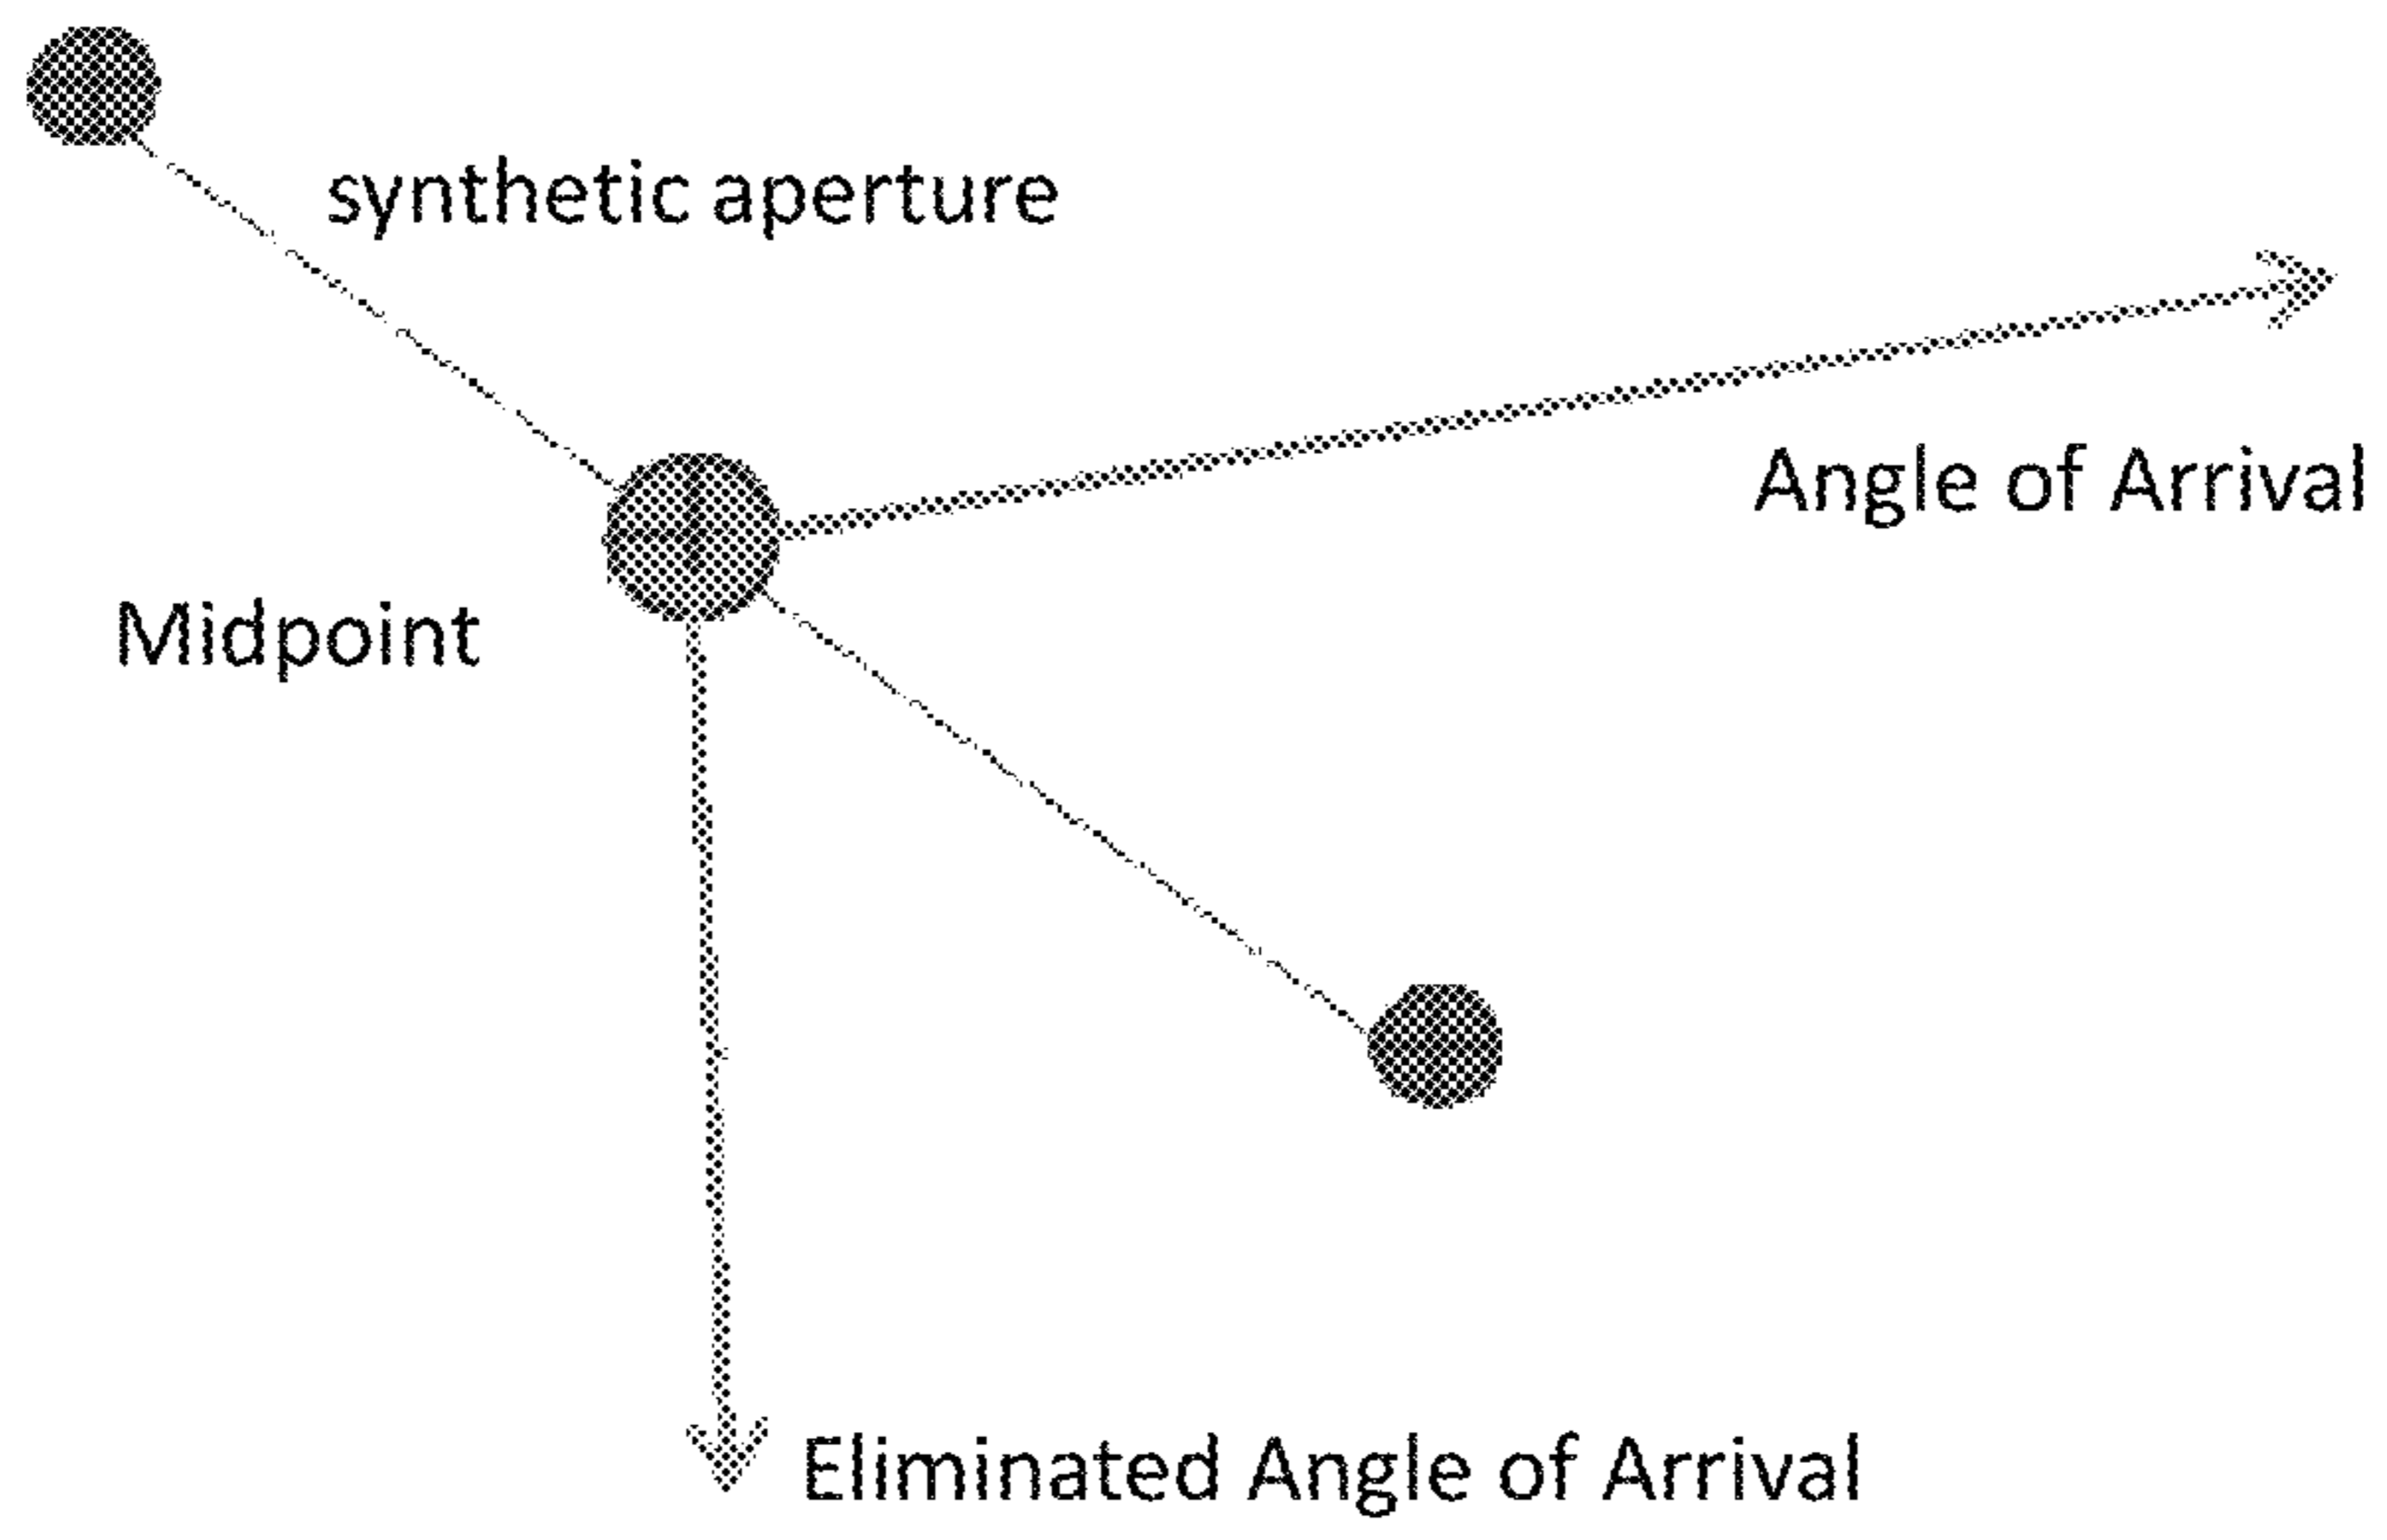 synthetic aperture
Angle of Arrival
Midpoint
Eliminated Angle of Arrival